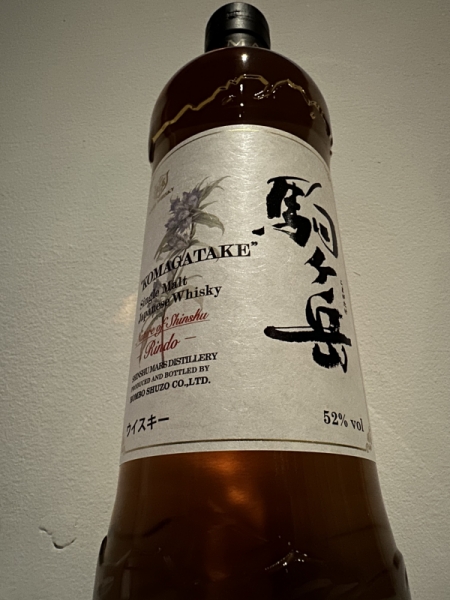 駒ヶ岳
"KOMAGATAKE"
Single Malt
Japanese Whisky
Nature of Shinshu
– Rindo –
SHINSHU MARS DISTILLERY
PRODUCED AND BOTTLED BY
HOMBO SHUZO CO.,LTD.
ウイスキー
52% vol